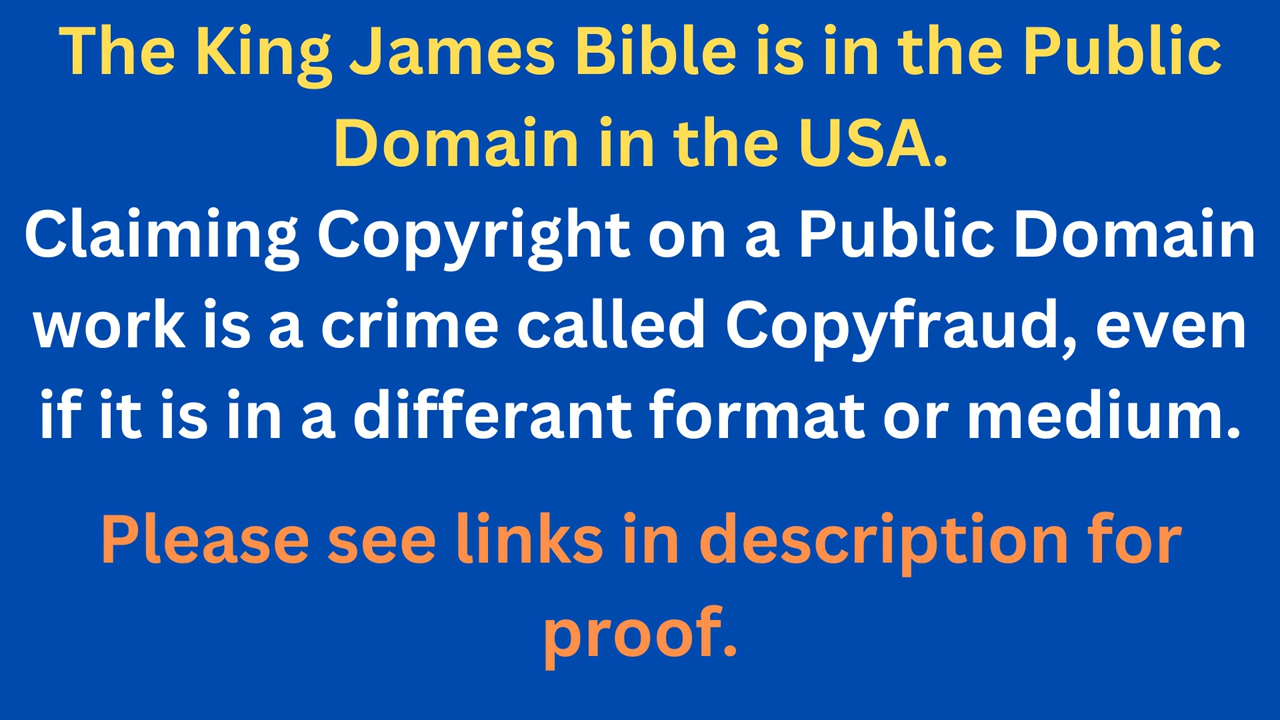 The King James Bible is in the Public
Domain in the USA.
Claiming Copyright on a Public Domain
work is a crime called Copyfraud, even
if it is in a differant format or medium.
Please see links in description for
proof.